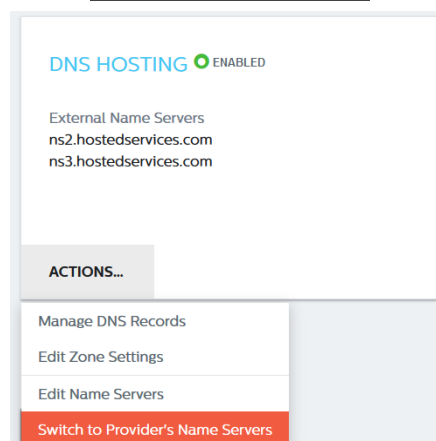 DNS HOSTING ENABLED
External Name Servers
ns2.hostedservices.com
ns3.hostedservices.com
ACTIONS...
Manage DNS Records
Edit Zone Settings
Edit Name Servers
Switch to Provider's Name Servers